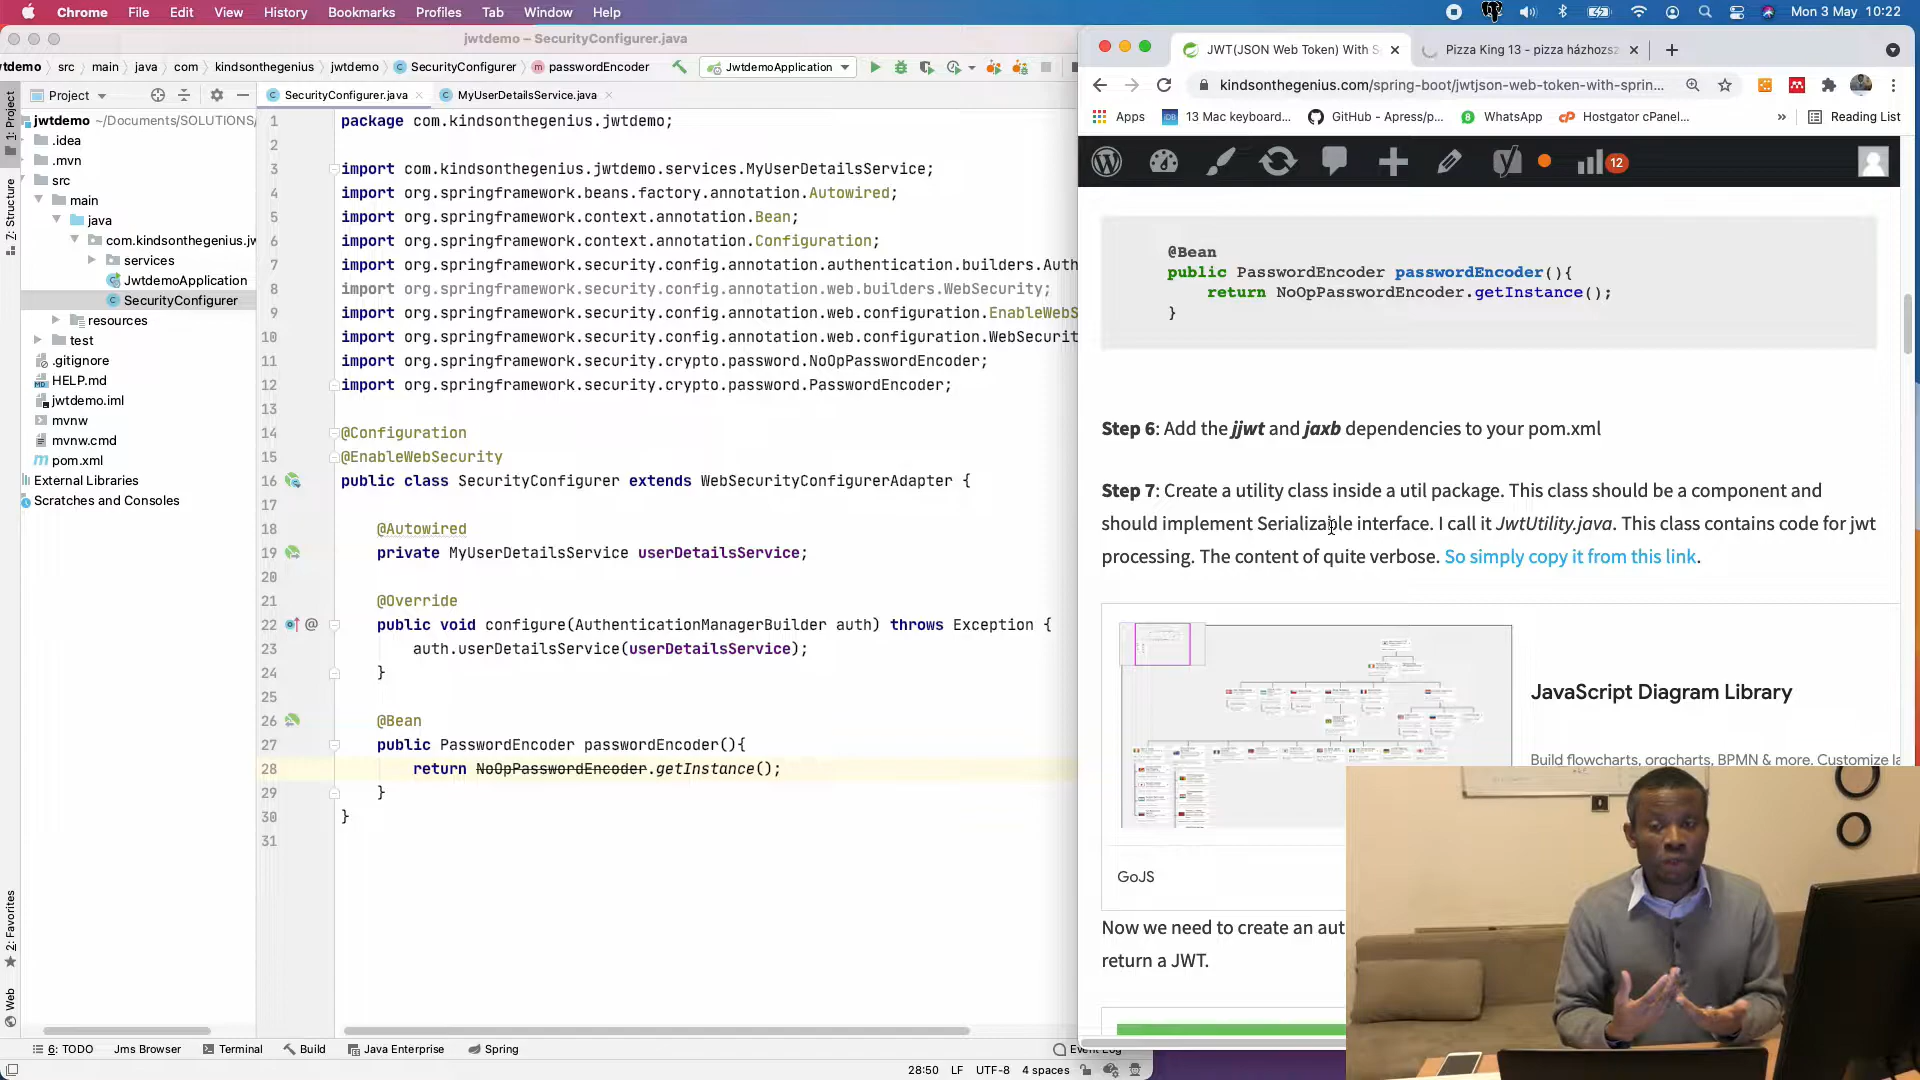 Chrome File Edit View History Bookmarks Profiles Tab Window Help
Mon 3 May 10:22
jwtdemo – SecurityConfigurer.java
src main java com kindsonthegenius jwtdemo SecurityConfigurer passwordEncoder
JwtdemoApplication
Project
SecurityConfigurer.java
MyUserDetailsService.java
1: Project
Z: Structure
2: Favorites
Web
jwtdemo ~/Documents/SOLUTIONS/
.idea
.mvn
src
main
java
com.kindsonthegenius.jw
services
JwtdemoApplication
SecurityConfigurer
resources
test
.gitignore
HELP.md
jwtdemo.iml
mvnw
mvnw.cmd
pom.xml
External Libraries
Scratches and Consoles
1 package com.kindsonthegenius.jwtdemo;
2
3 import com.kindsonthegenius.jwtdemo.services.MyUserDetailsService;
4 import org.springframework.beans.factory.annotation.Autowired;
5 import org.springframework.context.annotation.Bean;
6 import org.springframework.context.annotation.Configuration;
7 import org.springframework.security.config.annotation.authentication.builders.Aut
8 import org.springframework.security.config.annotation.web.builders.WebSecurity;
9 import org.springframework.security.config.annotation.web.configuration.EnableWebS
10 import org.springframework.security.config.annotation.web.configuration.WebSecurit
11 import org.springframework.security.crypto.password.NoOpPasswordEncoder;
12 import org.springframework.security.crypto.password.PasswordEncoder;
13
14 @Configuration
15 @EnableWebSecurity
16 public class SecurityConfigurer extends WebSecurityConfigurerAdapter {
17
18 @Autowired
19 private MyUserDetailsService userDetailsService;
20
21 @Override
22 public void configure(AuthenticationManagerBuilder auth) throws Exception {
23 auth.userDetailsService(userDetailsService);
24 }
25
26 @Bean
27 public PasswordEncoder passwordEncoder(){
28 return NoOpPasswordEncoder.getInstance();
29 }
30 }
31
6: TODO Jms Browser Terminal Build Java Enterprise Spring
28:50 LF UTF-8 4 spaces
JWT(JSON Web Token) With S
Pizza King 13 - pizza házhozsz
kindsonthegenius.com/spring-boot/jwtjson-web-token-with-sprin...
Apps 13 Mac keyboard... GitHub - Apress/p... WhatsApp Hostgator cPanel... » Reading List
12
@Bean
public PasswordEncoder passwordEncoder(){
return NoOpPasswordEncoder.getInstance();
}
Step 6: Add the jjwt and jaxb dependencies to your pom.xml
Step 7: Create a utility class inside a util package. This class should be a component and
should implement Serializable interface. I call it JwtUtility.java. This class contains code for jwt
processing. The content of quite verbose. So simply copy it from this link.
JavaScript Diagram Library
Build flowcharts, orgcharts, BPMN & more. Customize la
GoJS
Now we need to create an aut
return a JWT.